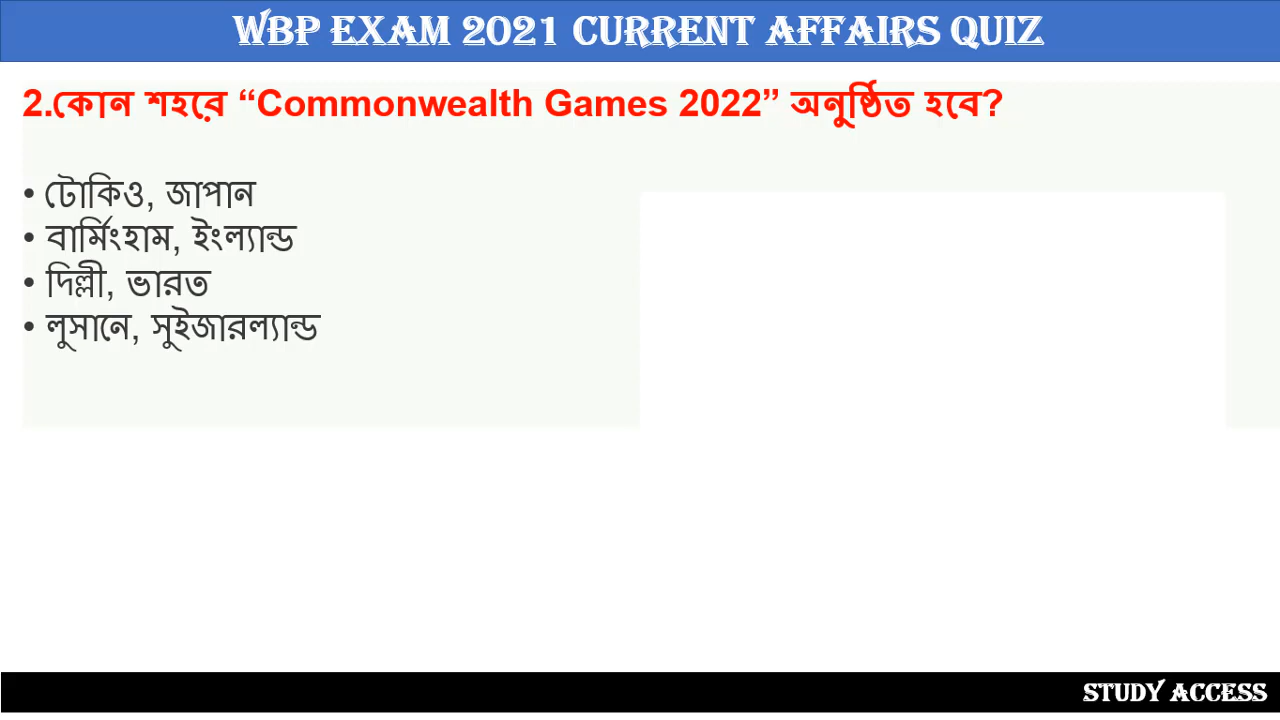 WBP EXAM 2021 CURRENT AFFAIRS QUIZ
2.কোন শহরে “Commonwealth Games 2022” অনুষ্ঠিত হবে?
• টোকিও, জাপান
• বার্মিংহাম, ইংল্যান্ড
• দিল্লী, ভারত
• লুসানে, সুইজারল্যান্ড
STUDY ACCESS